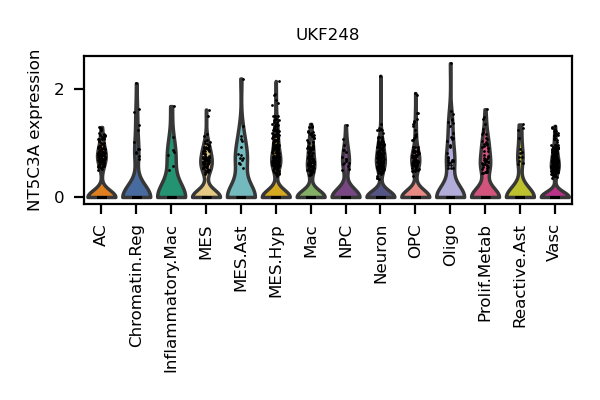 UKF248
NT5C3A expression
2
0
AC
Chromatin.Reg
Inflammatory.Mac
MES
MES.Ast
MES.Hyp
Mac
NPC
Neuron
OPC
Oligo
Prolif.Metab
Reactive.Ast
Vasc